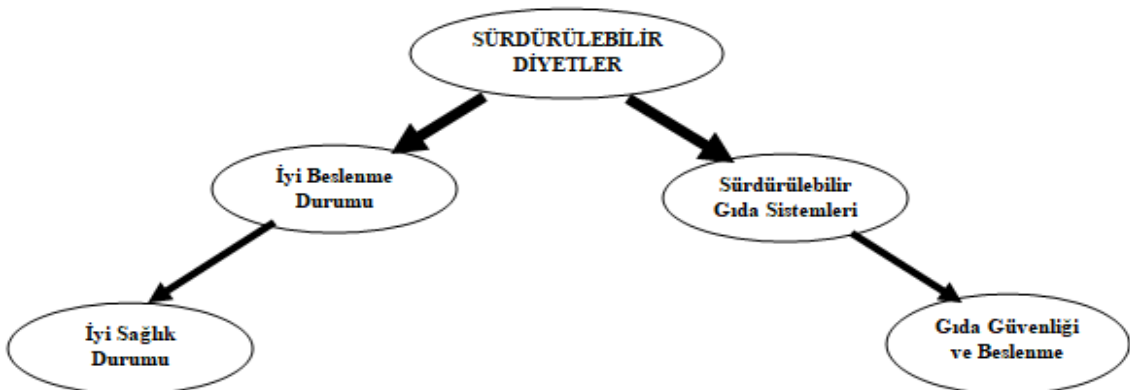 SÜRDÜRÜLEBİLİR
DİYETLER
İyi Beslenme
Durumu
Sürdürülebilir
Gıda Sistemleri
İyi Sağlık
Durumu
Gıda Güvenliği
ve Beslenme